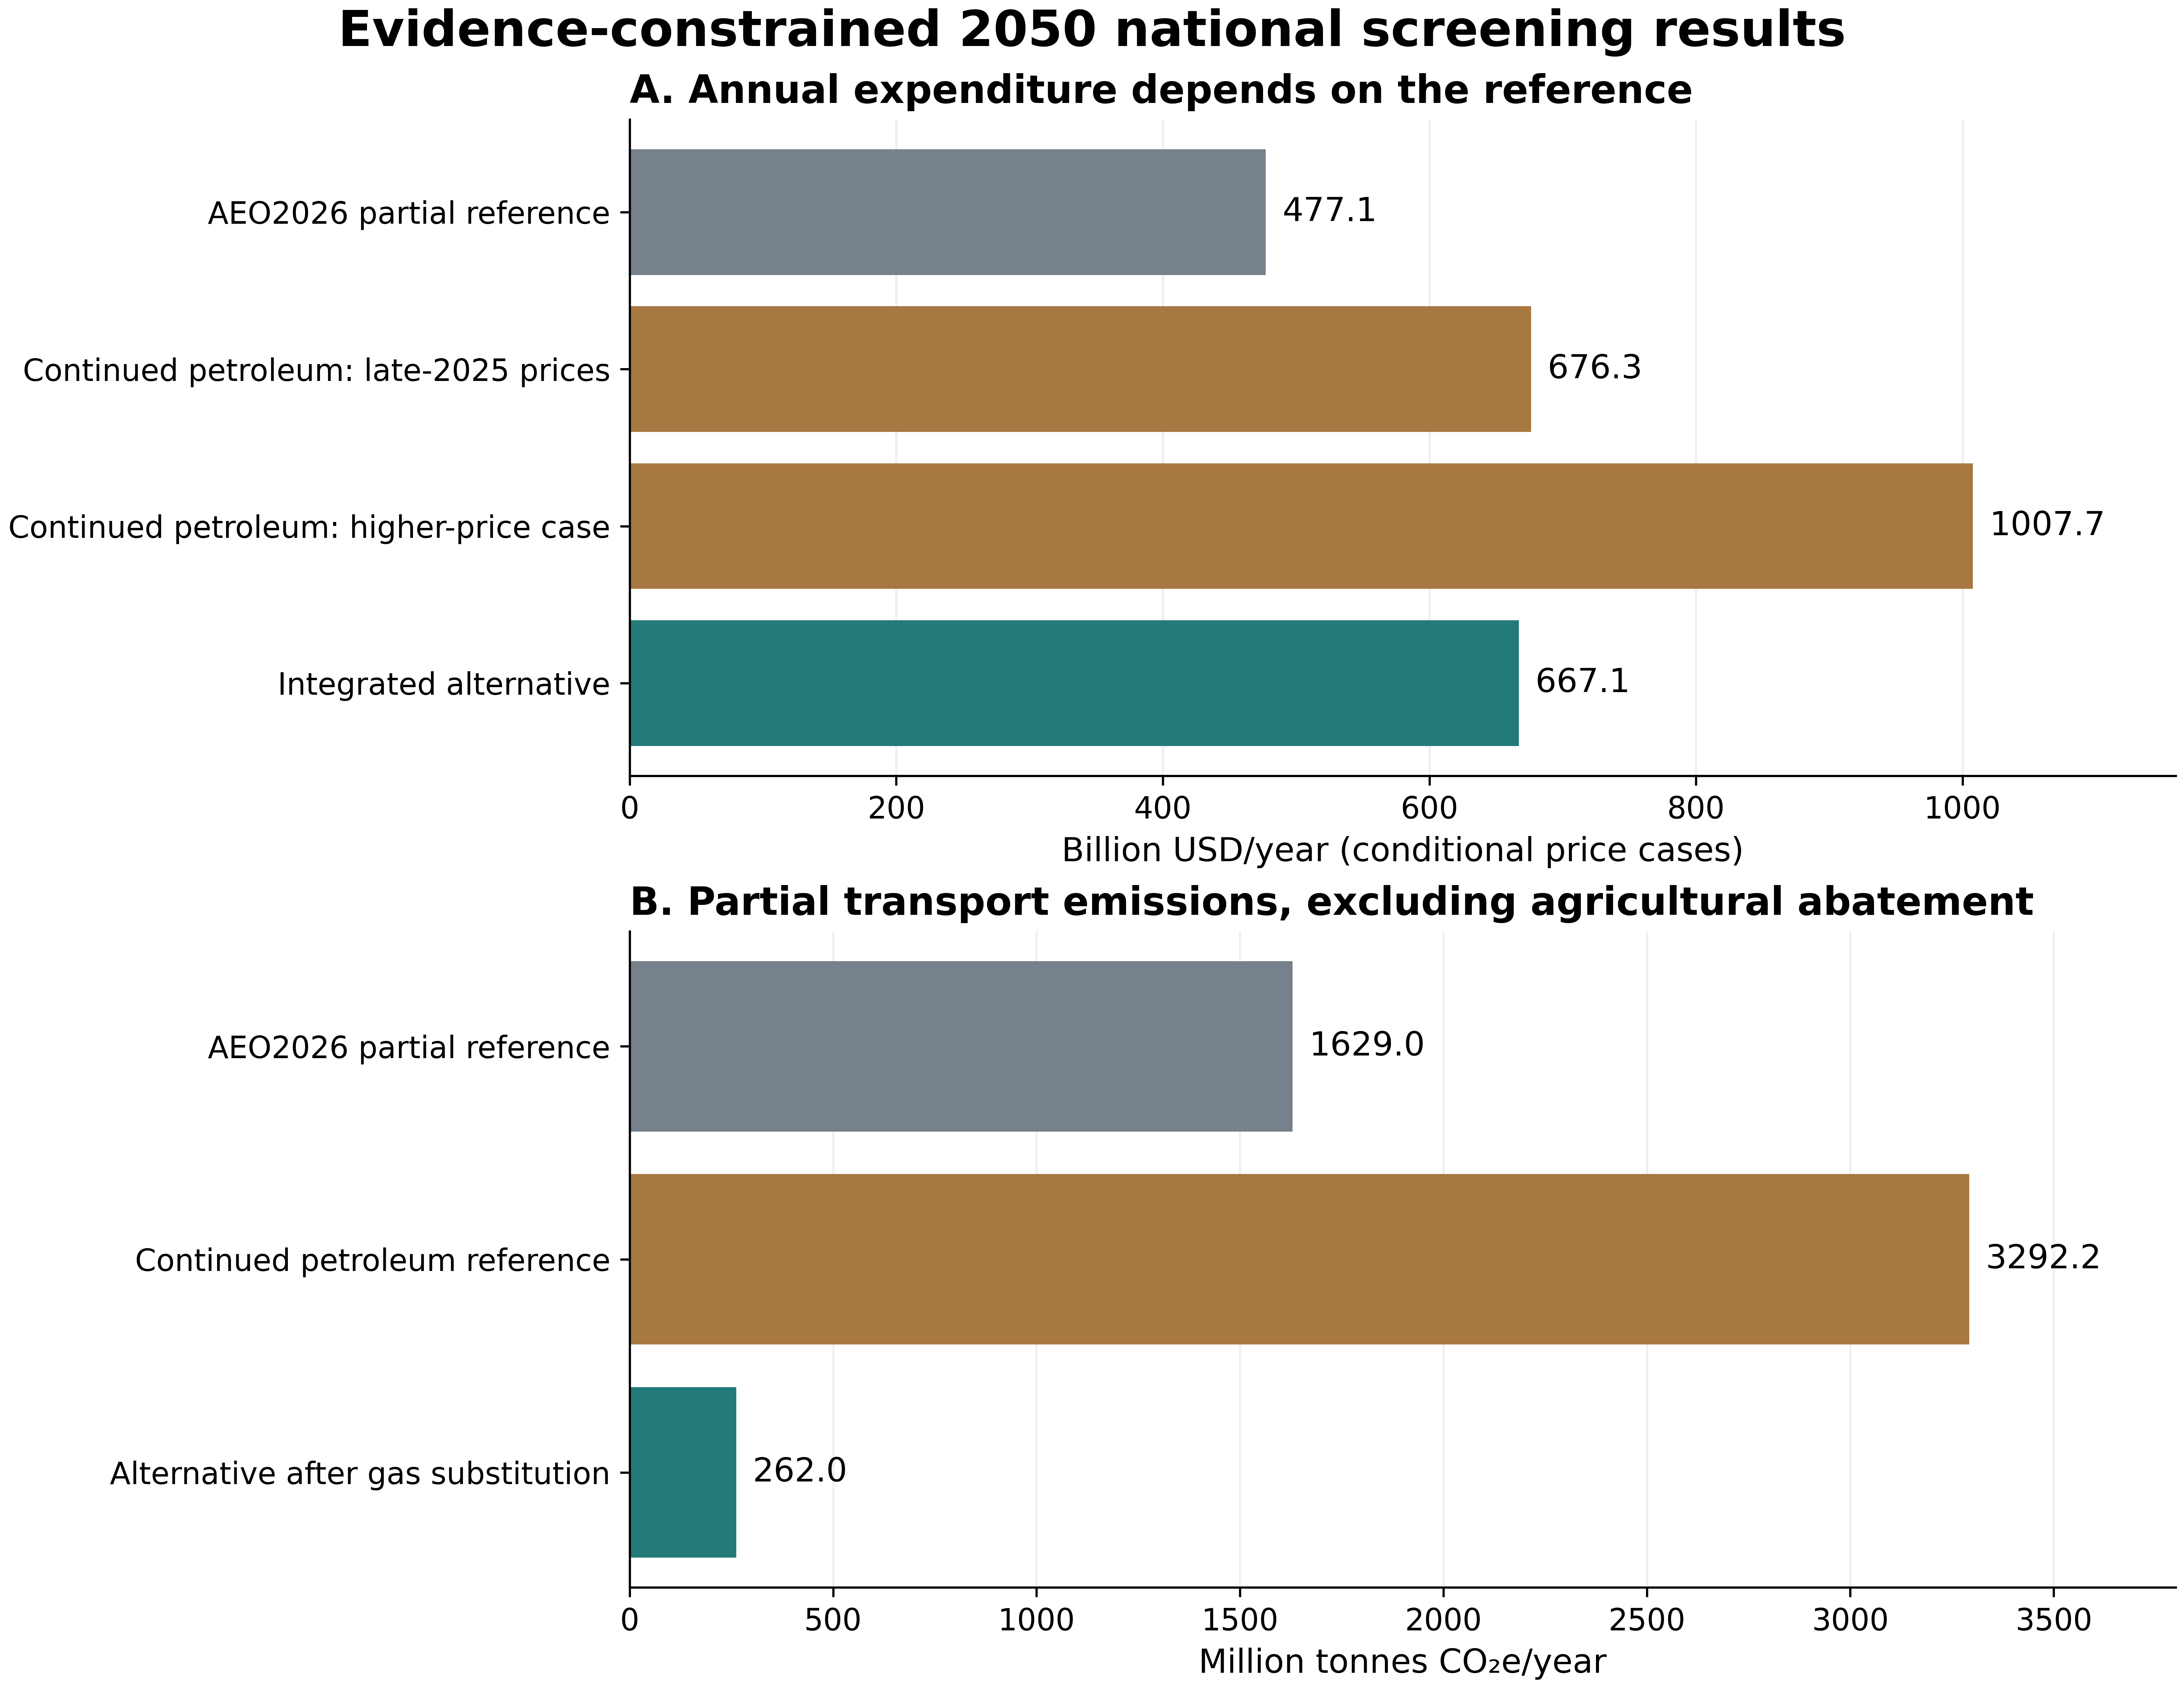 Evidence-constrained 2050 national screening results
A. Annual expenditure depends on the reference
AEO2026 partial reference
477.1
Continued petroleum: late-2025 prices
676.3
Continued petroleum: higher-price case
1007.7
Integrated alternative
667.1
0 200 400 600 800 1000
Billion USD/year (conditional price cases)
B. Partial transport emissions, excluding agricultural abatement
AEO2026 partial reference
1629.0
Continued petroleum reference
3292.2
Alternative after gas substitution
262.0
0 500 1000 1500 2000 2500 3000 3500
Million tonnes CO₂e/year